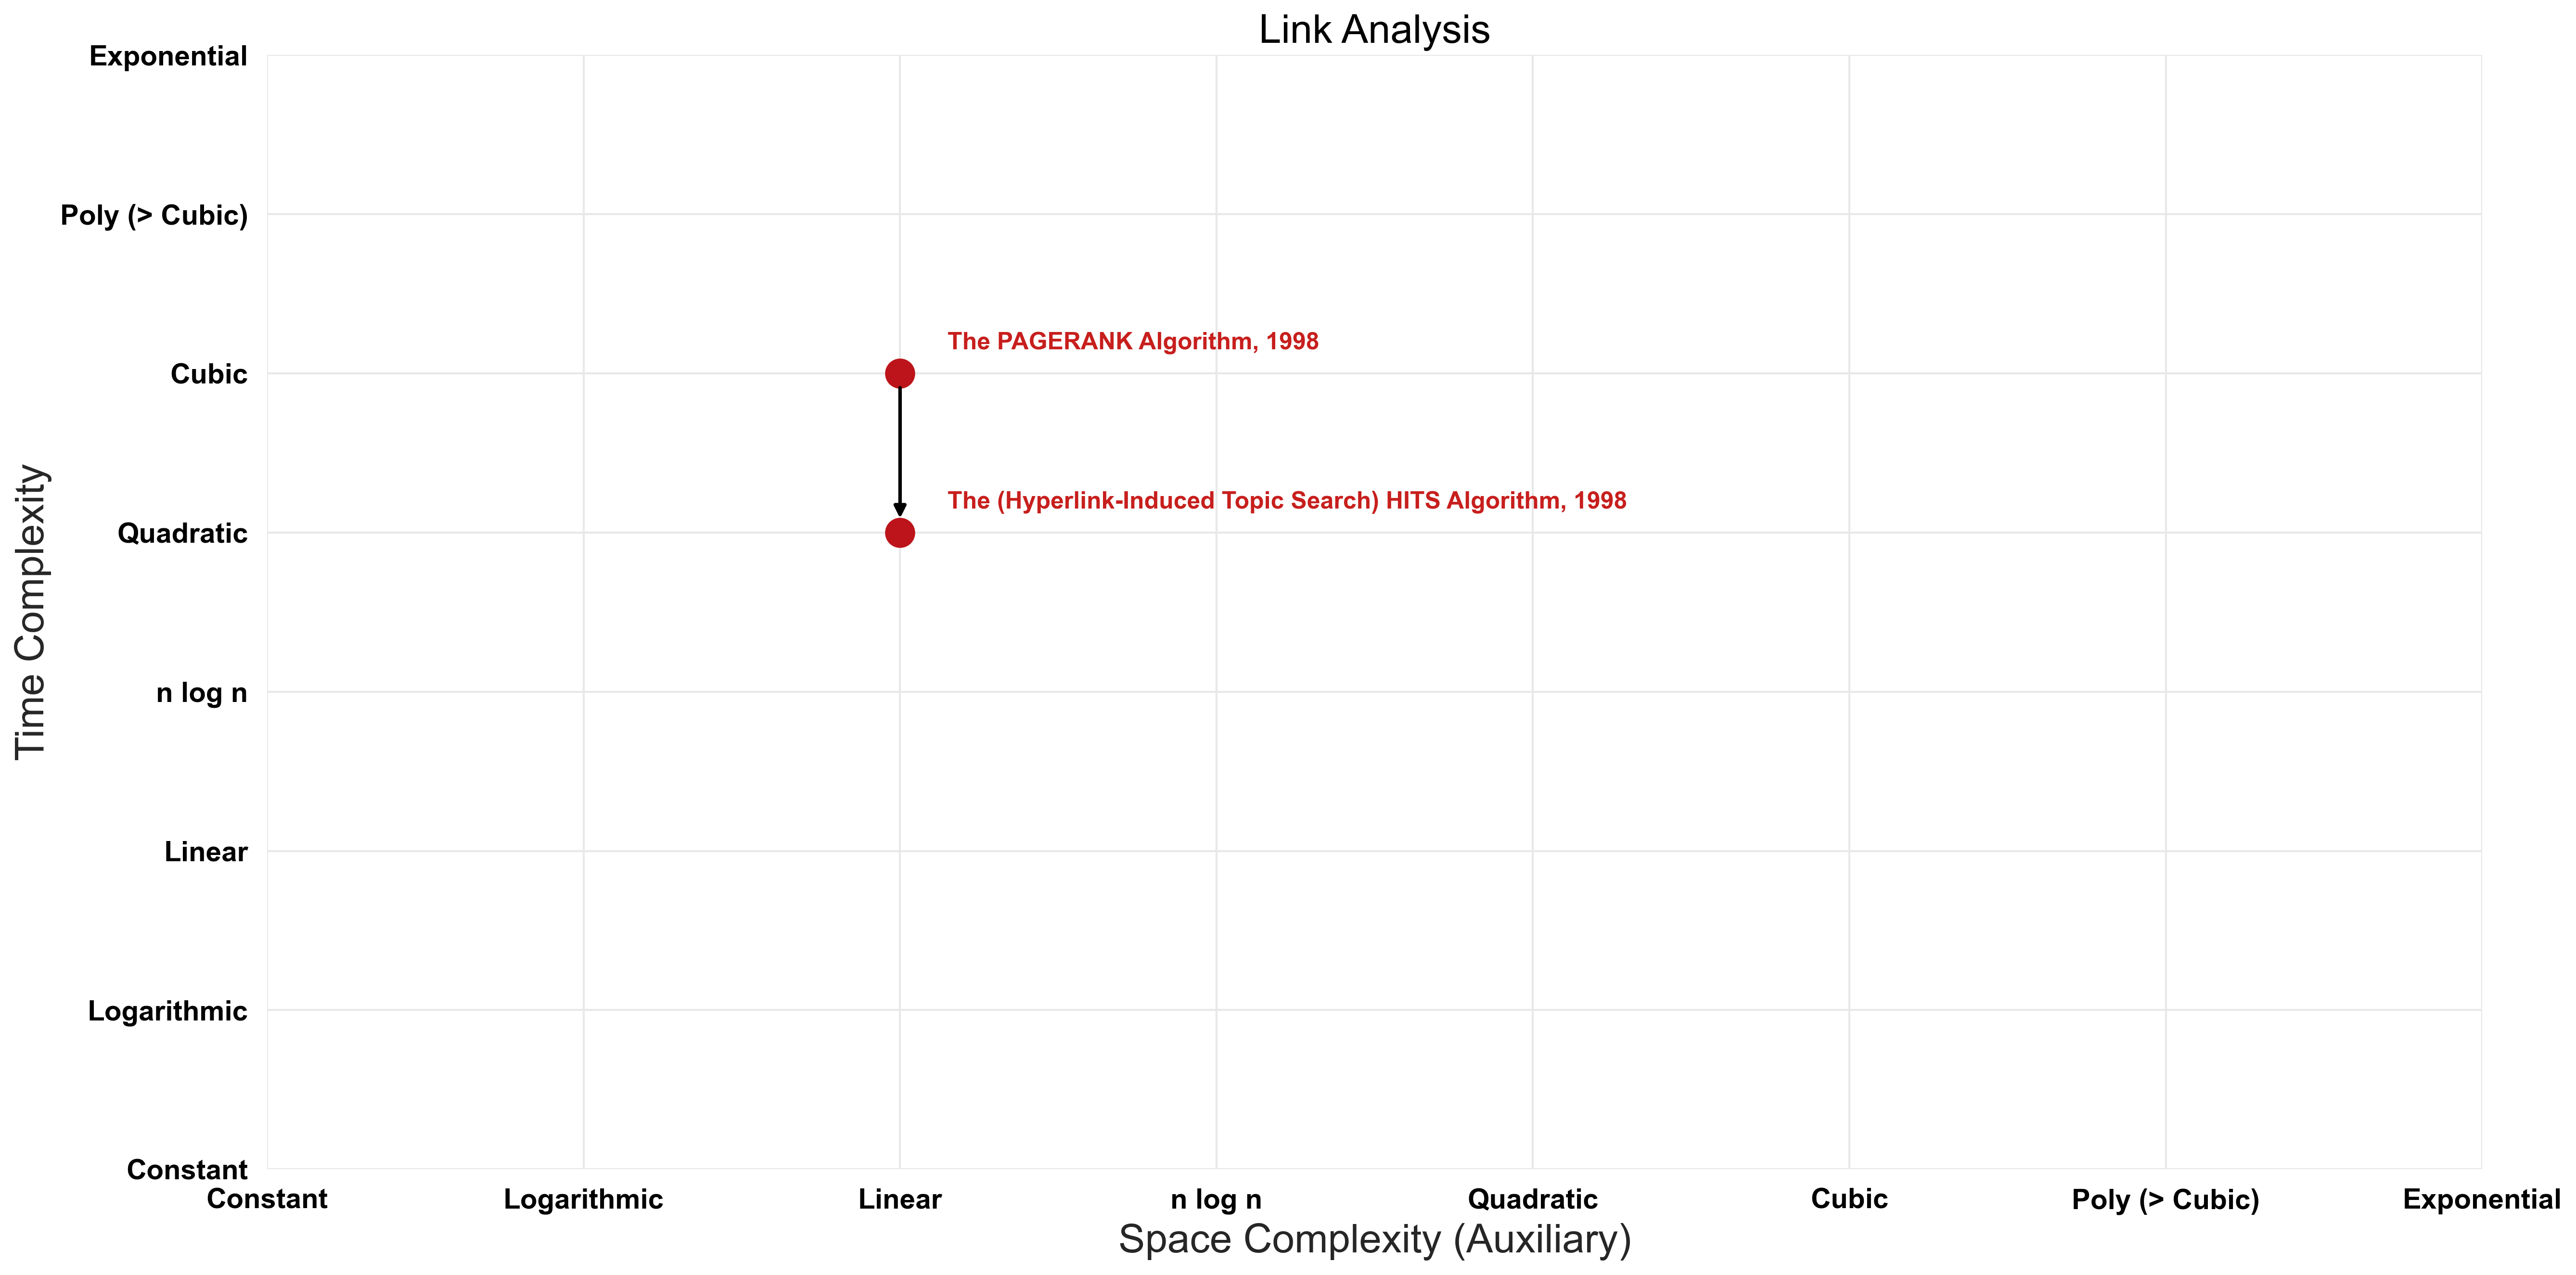 Link Analysis
Exponential
Poly (> Cubic)
The PAGERANK Algorithm, 1998
Cubic
The (Hyperlink-Induced Topic Search) HITS Algorithm, 1998
Quadratic
Time Complexity
n log n
Linear
Logarithmic
Constant
Constant Logarithmic Linear n log n Quadratic Cubic Poly (> Cubic) Exponential
Space Complexity (Auxiliary)